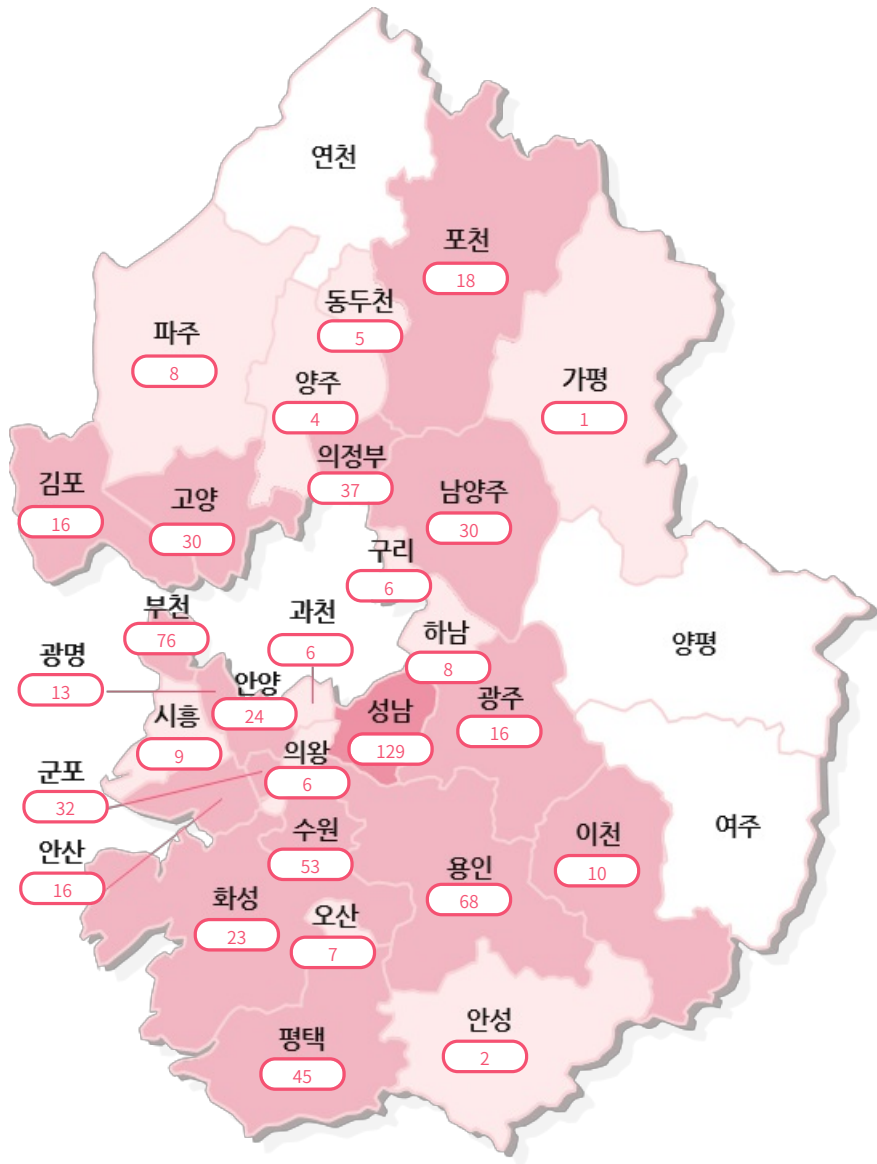 연천
포천
18
동두천
5
파주
8
양주
4
가평
1
의정부
37
김포
16
고양
30
남양주
30
구리
6
부천
76
과천
6
하남
8
양평
광명
13
안양
24
성남
129
광주
16
시흥
9
의왕
6
군포
32
수원
53
이천
10
여주
안산
16
용인
68
화성
23
오산
7
안성
2
평택
45